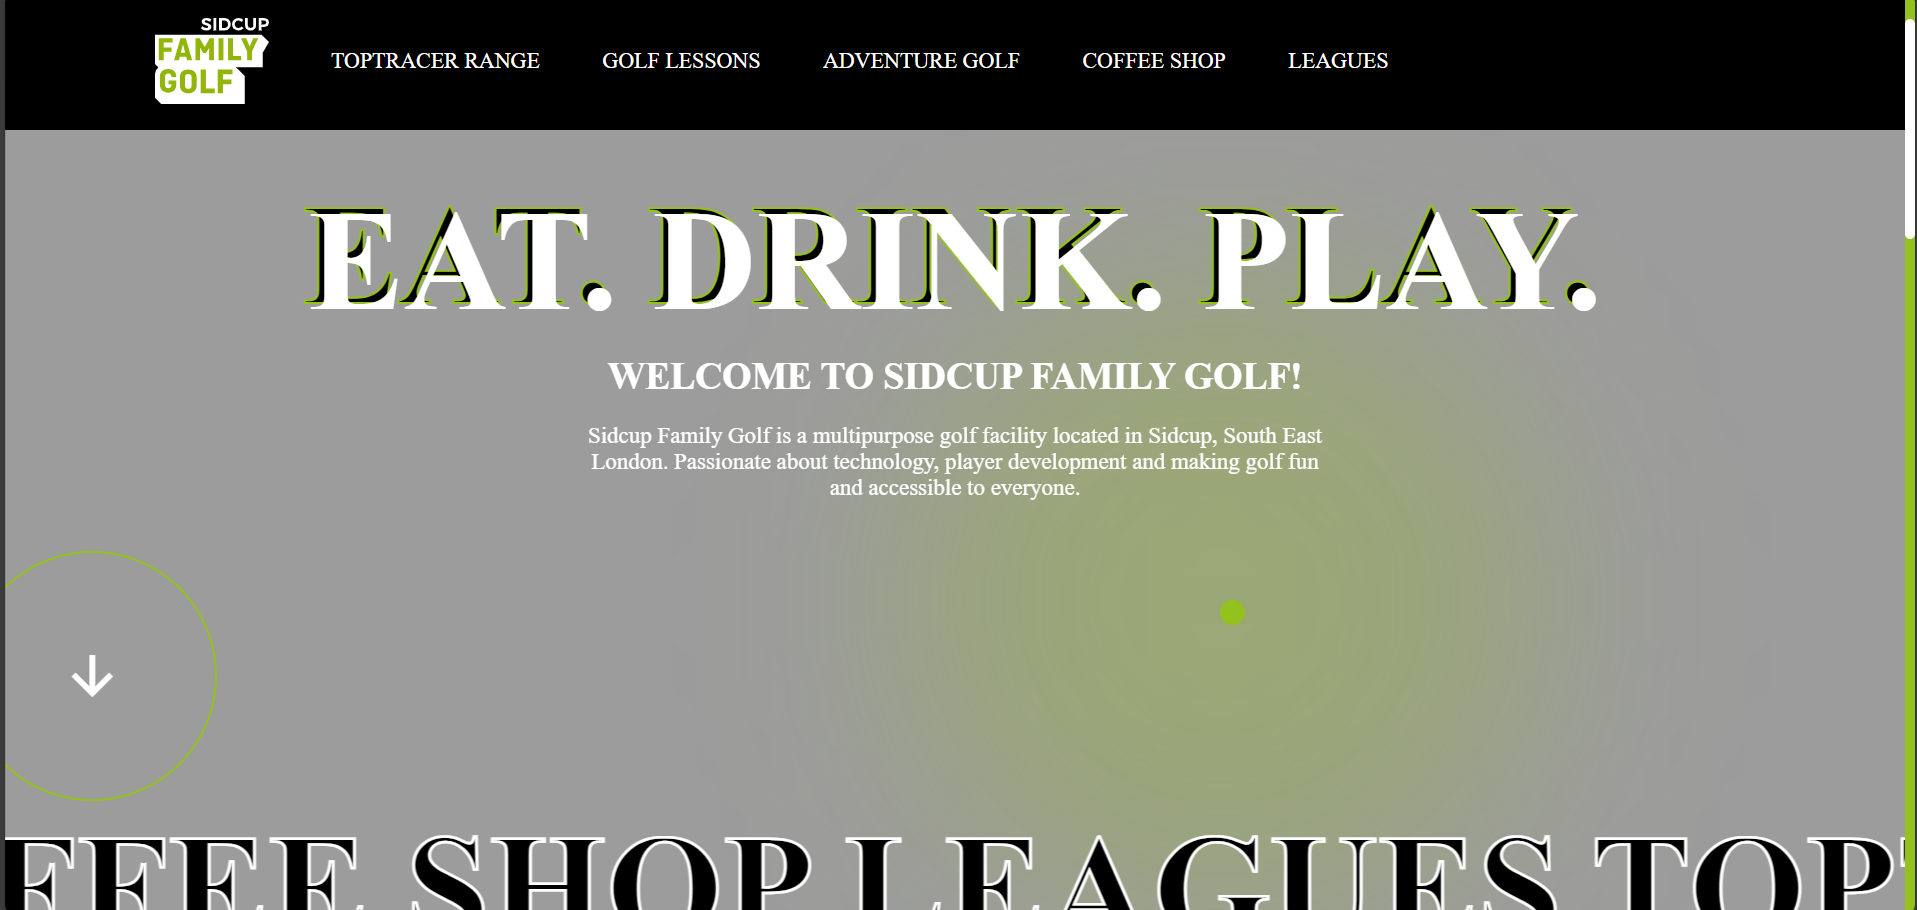 SIDCUP
FAMILY
GOLF
TOPTRACER RANGE GOLF LESSONS ADVENTURE GOLF COFFEE SHOP LEAGUES
EAT. DRINK. PLAY.
WELCOME TO SIDCUP FAMILY GOLF!
Sidcup Family Golf is a multipurpose golf facility located in Sidcup, South East
London. Passionate about technology, player development and making golf fun
and accessible to everyone.
FFEE SHOP LEAGUES TOP